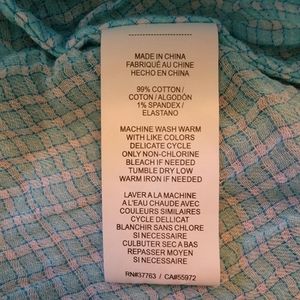 MADE IN CHINA
FABRIQUÉ AU CHINE
HECHO EN CHINA
99% COTTON /
COTON / ALGODÓN
1% SPANDEX /
ELASTANO
MACHINE WASH WARM
WITH LIKE COLORS
DELICATE CYCLE
ONLY NON-CHLORINE
BLEACH IF NEEDED
TUMBLE DRY LOW
WARM IRON IF NEEDED
LAVER A LA MACHINE
A L'EAU CHAUDE AVEC
COULEURS SIMILAIRES
CYCLE DELLICAT
BLANCHIR SANS CHLORE
SI NECESSAIRE
CULBUTER SEC A BAS
REPASSER MOYEN
SI NECESSAIRE
RN#37763 / CA#55972